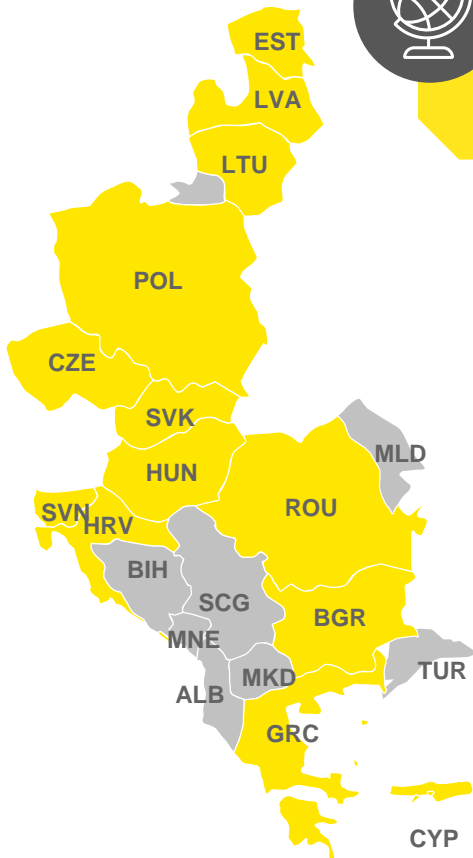 EST
LVA
LTU
POL
CZE
SVK
MLD
HUN
ROU
SVN
HRV
BIH
SCG
BGR
MNE
TUR
MKD
ALB
GRC
CYP